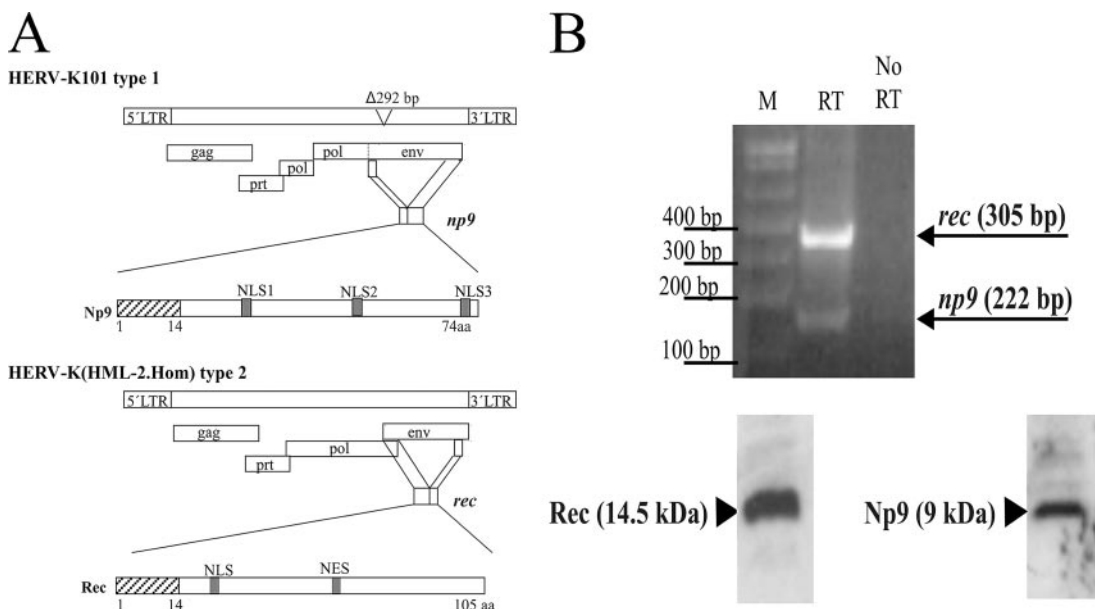 A
HERV-K101 type 1
Δ292 bp
5´LTR 3´LTR
gag pol env
pol
prt
np9
NLS1 NLS2 NLS3
Np9
1 14 74aa
HERV-K(HML-2.Hom) type 2
5´LTR 3´LTR
gag env
pol
prt
rec
NLS NES
Rec
1 14 105 aa
B
No
M RT RT
400 bp
rec (305 bp)
300 bp
200 bp
np9 (222 bp)
100 bp
Rec (14.5 kDa) Np9 (9 kDa)